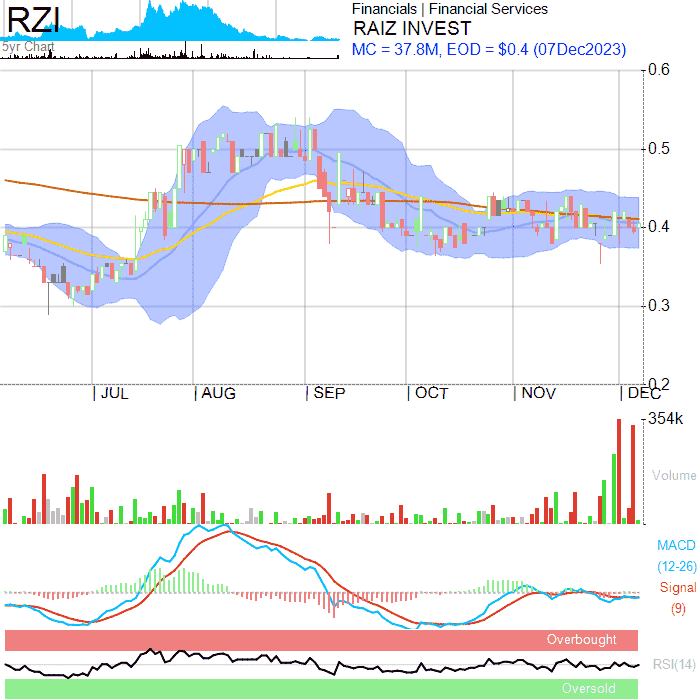 RZI
5yr Chart
Financials | Financial Services
RAIZ INVEST
MC = 37.8M, EOD = $0.4 (07Dec2023)
0.6
0.5
0.4
0.3
0.2
JUL AUG SEP OCT NOV DEC
354k
Volume
MACD
(12-26)
Signal
(9)
Overbought
RSI(14)
Oversold